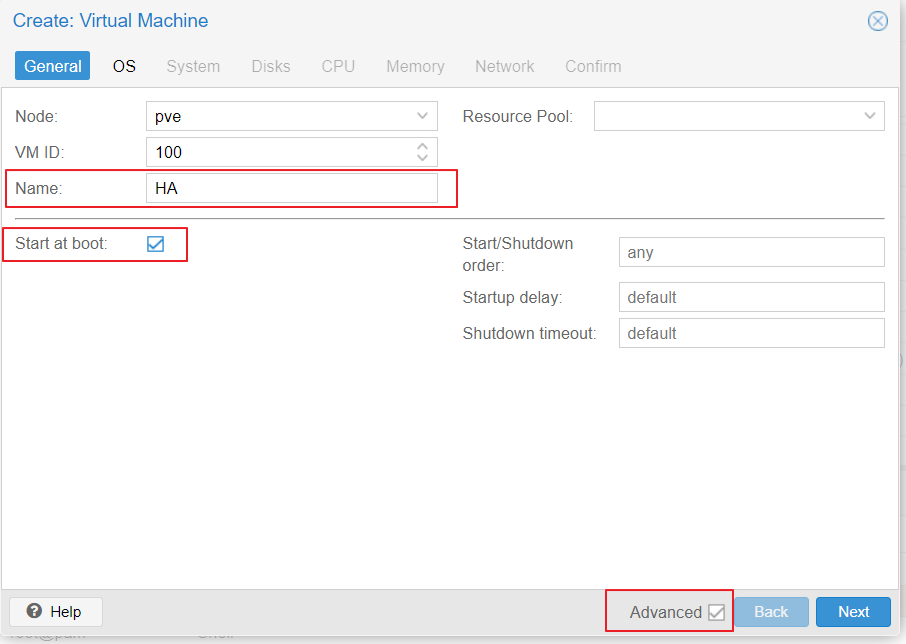 Create: Virtual Machine
General OS System Disks CPU Memory Network Confirm
Node: pve Resource Pool:
VM ID: 100
Name: HA
Start at boot: Start/Shutdown order: any
Startup delay: default
Shutdown timeout: default
Help Advanced Back Next